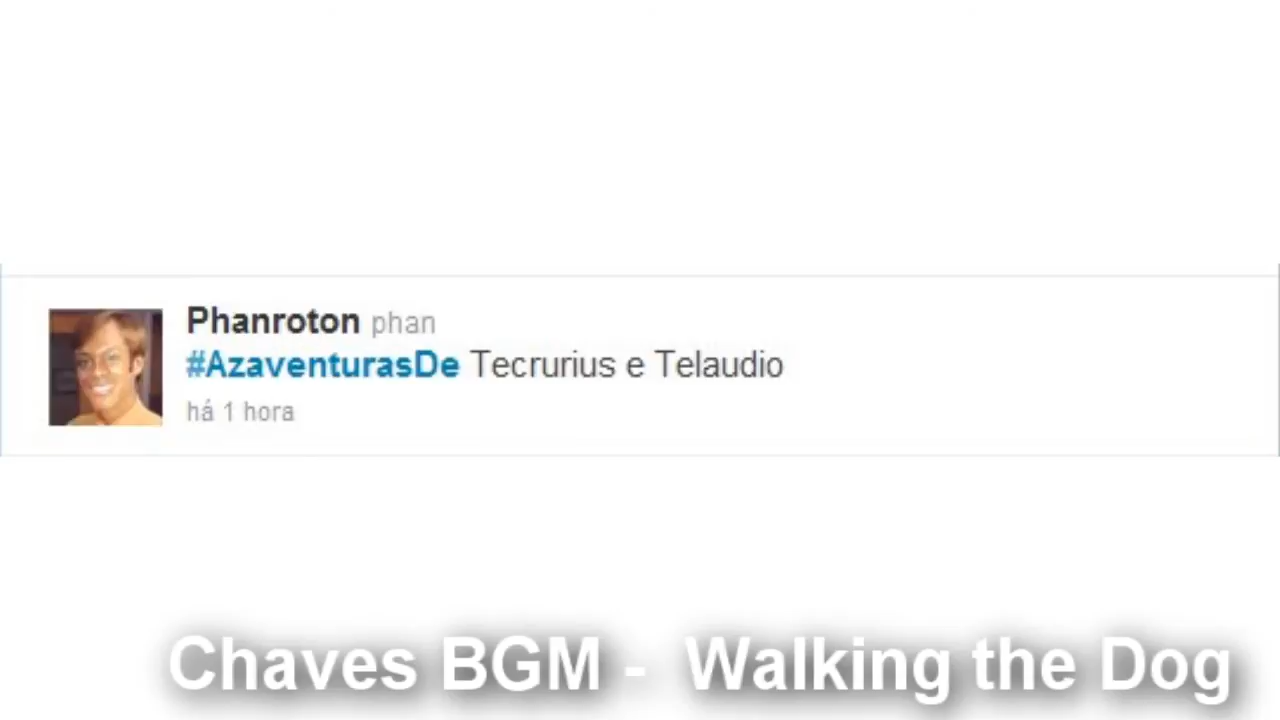 Phanroton phan
#AzaventurasDe Tecrurius e Telaudio
há 1 hora
Chaves BGM - Walking the Dog